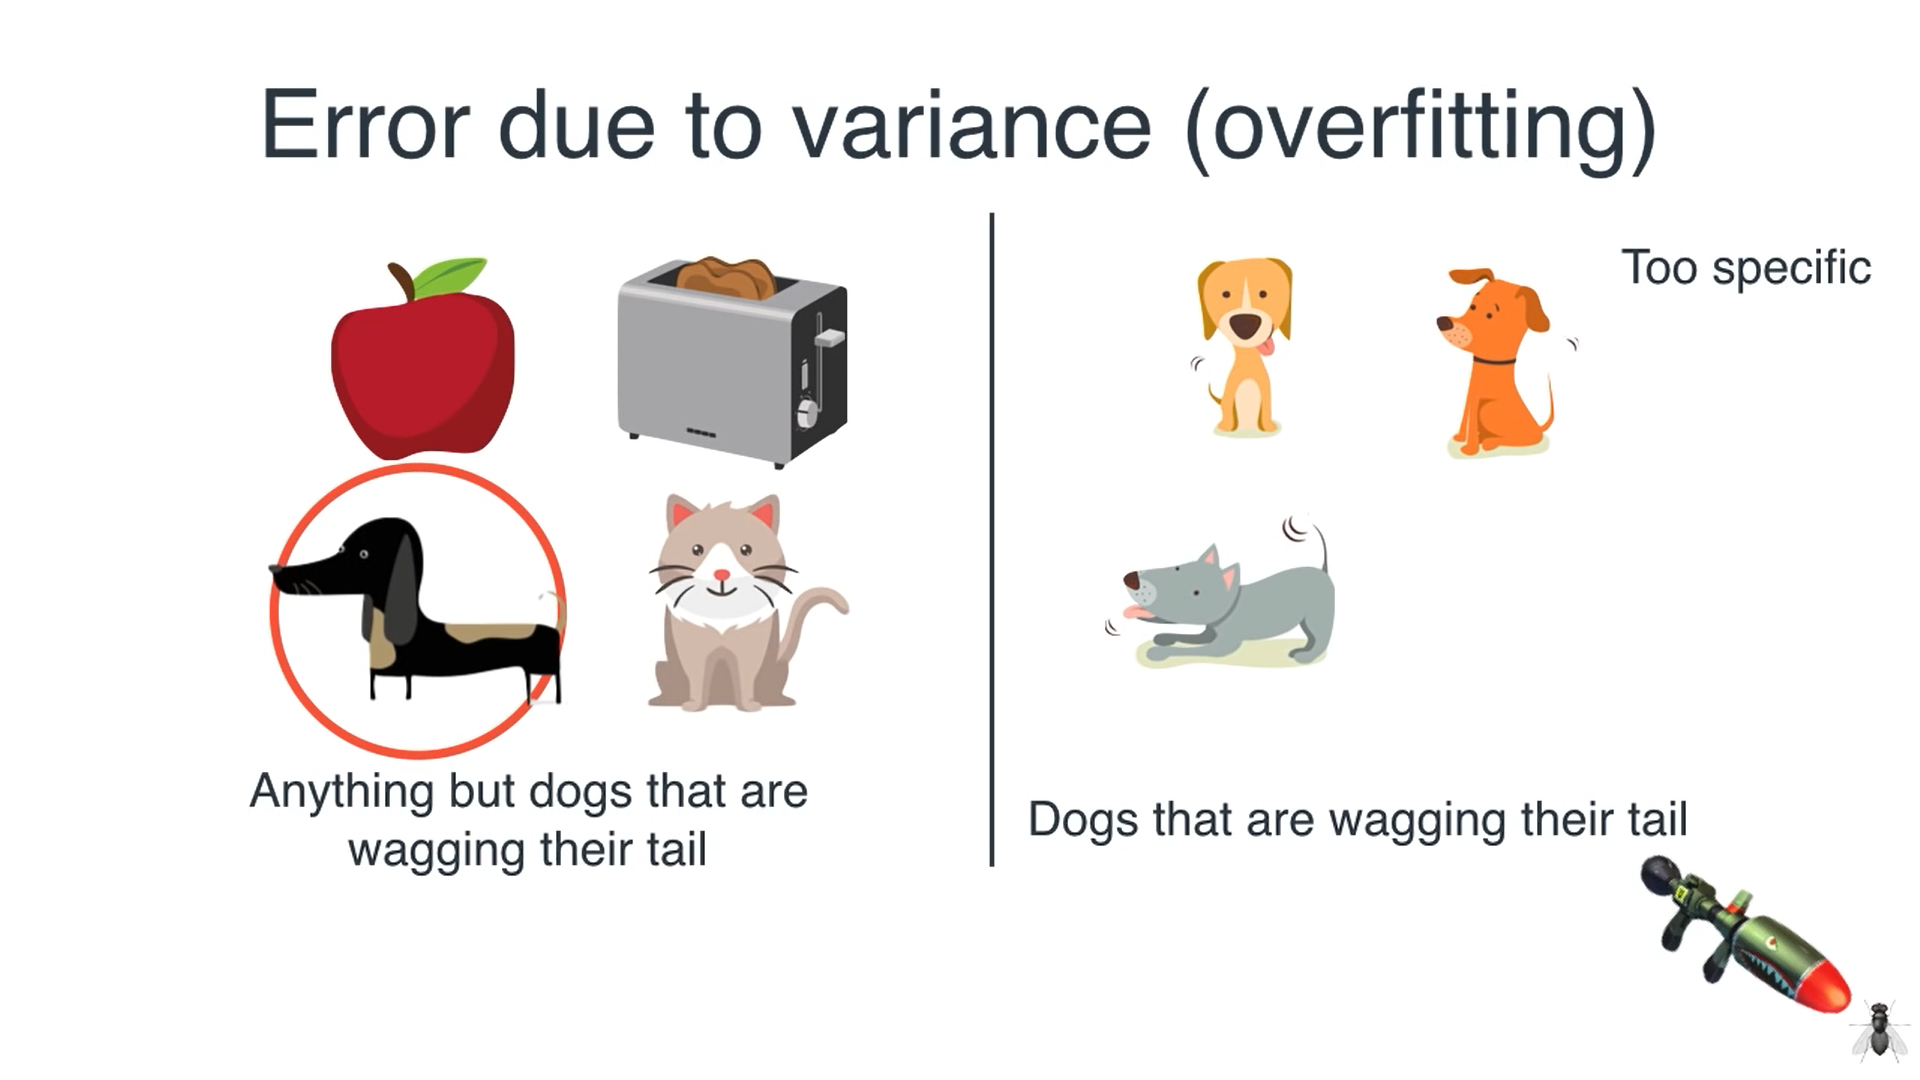 Error due to variance (overfitting)
Too specific
Anything but dogs that are
wagging their tail
Dogs that are wagging their tail